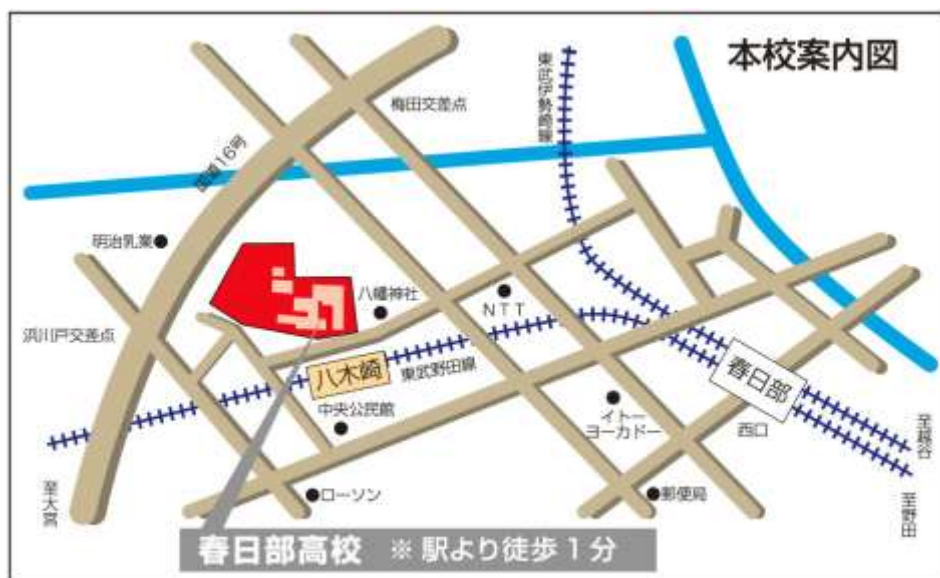 本校案内図
東武伊勢崎線
梅田交差点
国道16号
明治乳業
八幡神社
NTT
浜川戸交差点
八木崎
東武野田線
春日部
中央公民館
イトー
ヨーカドー
西口
至越谷
至大宮
ローソン
郵便局
至野田
春日部高校 ※ 駅より徒歩1分